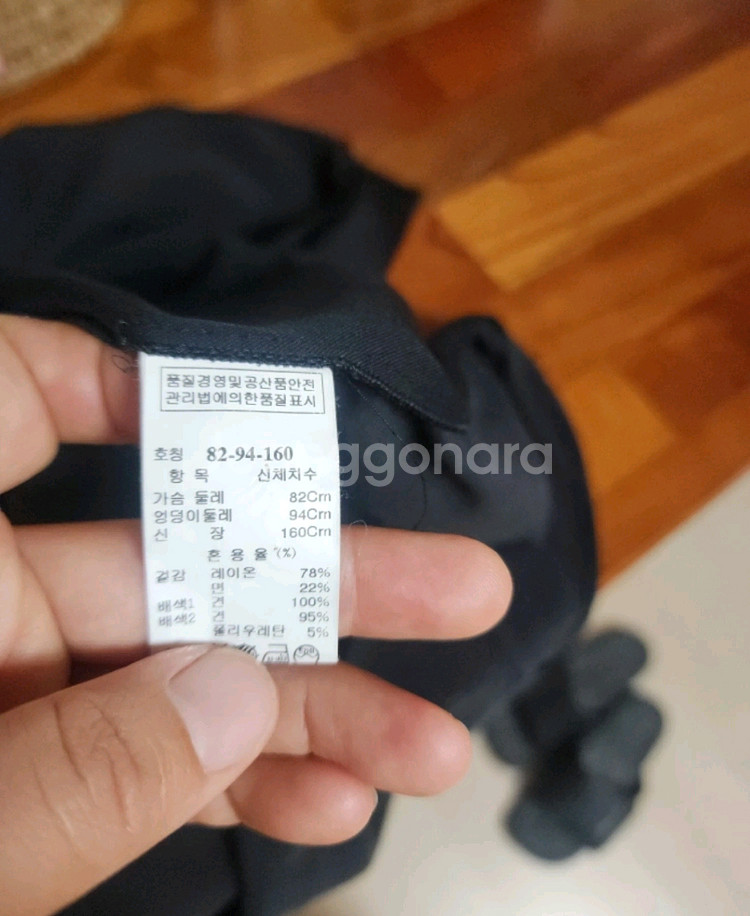 품질경영및공산품안전
관리법에의한품질표시
호칭 82-94-160
항 목 신체치수
가슴 둘레 82Cm
엉덩이둘레 94Cm
신 장 160Cm
혼 용 율 (%)
겉감 레이온 78%
면 22%
배색1 견 100%
배색2 견 95%
폴리우레탄 5%
ggonara